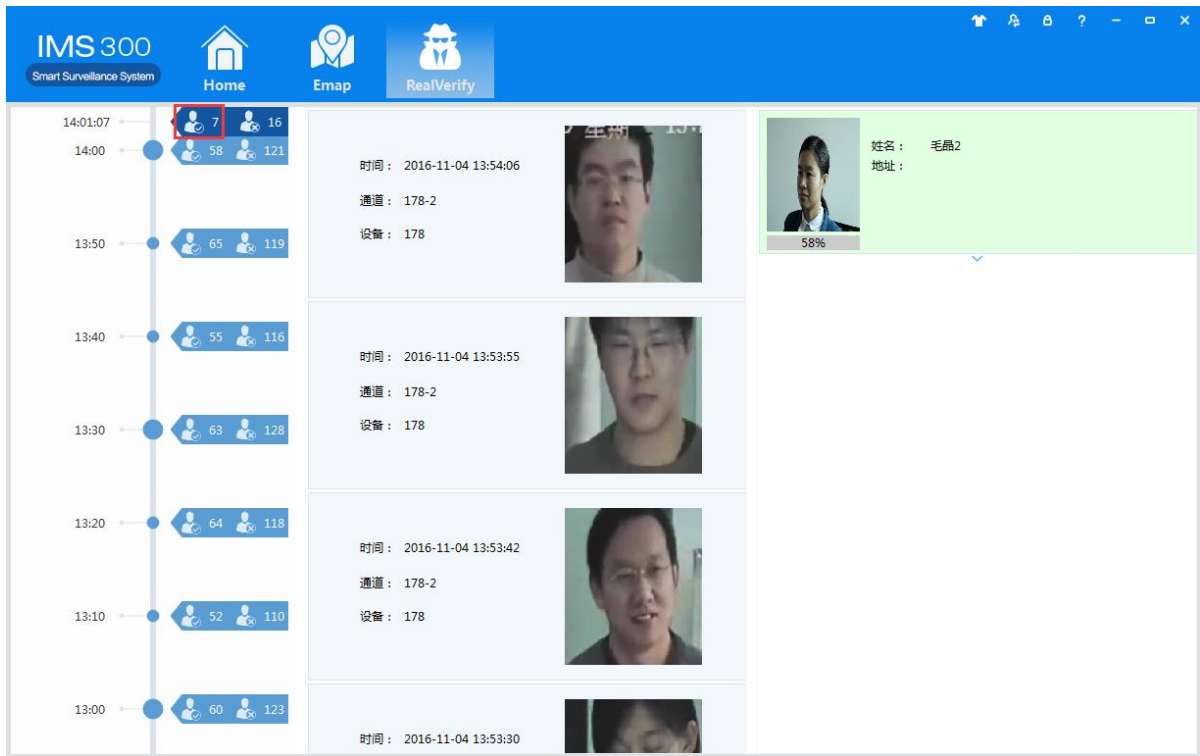 IMS 300
Smart Surveillance System
Home
Emap
RealVerify
14:01:07 7 16
14:00 58 121
13:50 65 119
13:40 55 116
13:30 63 128
13:20 64 118
13:10 52 110
13:00 60 123
时间： 2016-11-04 13:54:06
通道： 178-2
设备： 178
时间： 2016-11-04 13:53:55
通道： 178-2
设备： 178
时间： 2016-11-04 13:53:42
通道： 178-2
设备： 178
时间： 2016-11-04 13:53:30
星期
姓名： 毛晶2
地址：
58%